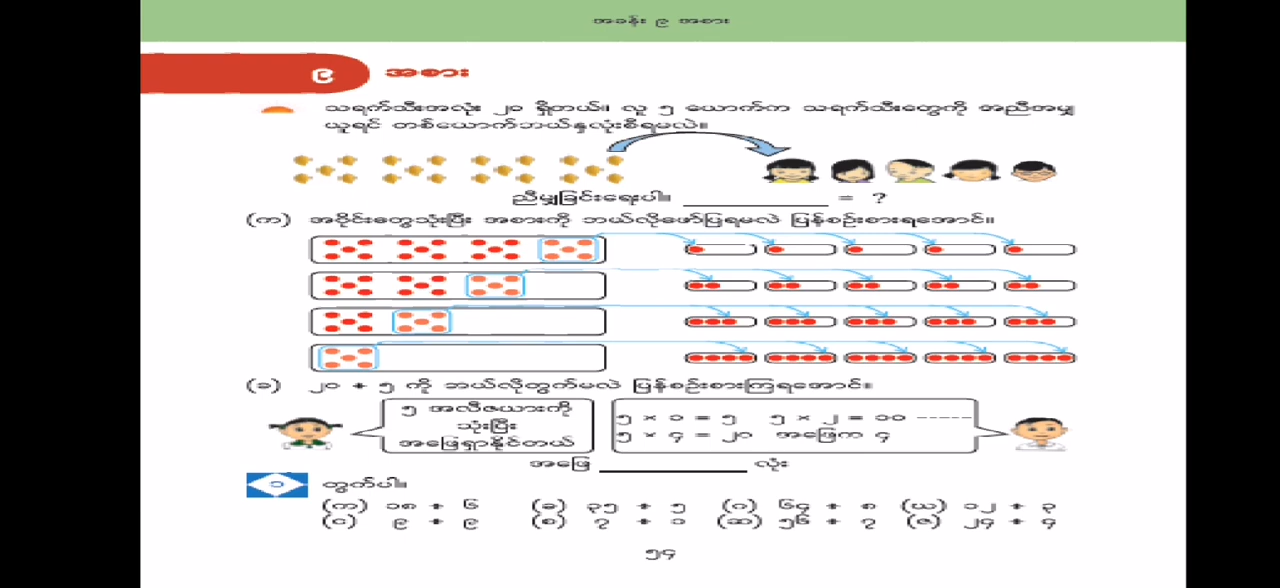 အခန်း ၉ အစား
၉ အစား
သရက်သီးအလုံး ၂၀ ရှိတယ်။ လူ ၅ ယောက်က သရက်သီးတွေကို အညီအမျှ
ယူရင် တစ်ယောက်ဘယ်နှလုံးစီရမလဲ။
ညီမျှခြင်းရေးပါ။ ____________ = ?
(က) အဝိုင်းတွေသုံးပြီး အစားကို ဘယ်လိုဖော်ပြရမလဲ ပြန်စဉ်းစားရအောင်။
(ခ) ၂၀ ÷ ၅ ကို ဘယ်လိုတွက်မလဲ ပြန်စဉ်းစားကြရအောင်။
၅ အလီဇယားကို
သုံးပြီး
အဖြေရှာနိုင်တယ်
၅ × ၁ = ၅ ၅ × ၂ = ၁၀ -----
၅ × ၄ = ၂၀ အဖြေက ၄
အဖြေ ____________ လုံး
၁ တွက်ပါ။
(က) ၁၈ ÷ ၆ (ခ) ၃၅ ÷ ၅ (ဂ) ၆၄ ÷ ၈ (ဃ) ၁၂ ÷ ၃
(င) ၉ ÷ ၉ (စ) ၇ ÷ ၁ (ဆ) ၅၆ ÷ ၇ (ဇ) ၂၄ ÷ ၄
၅၄